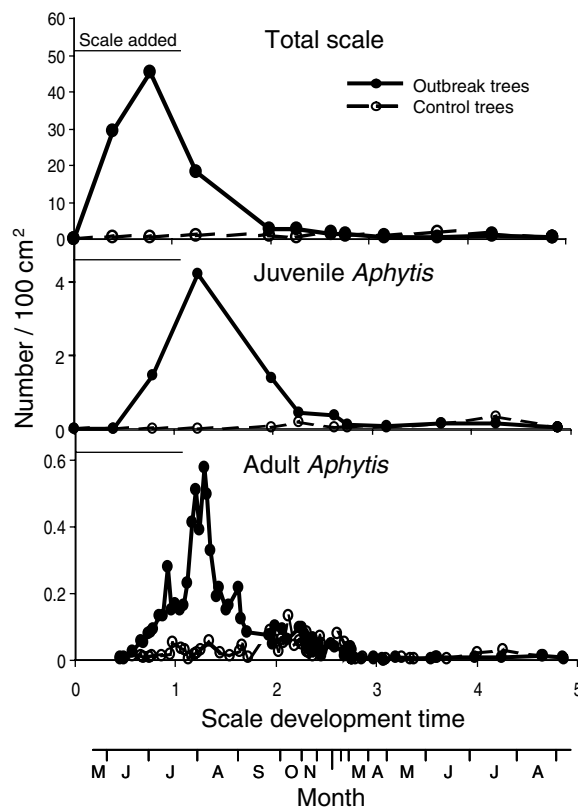 60
Scale added
Total scale
50
40
Outbreak trees
Control trees
30
20
10
0
Number / 100 cm²
Juvenile Aphytis
4
2
0
Adult Aphytis
0.6
0.4
0.2
0
0 1 2 3 4 5
Scale development time
M J J A S O N M A M J J A
Month